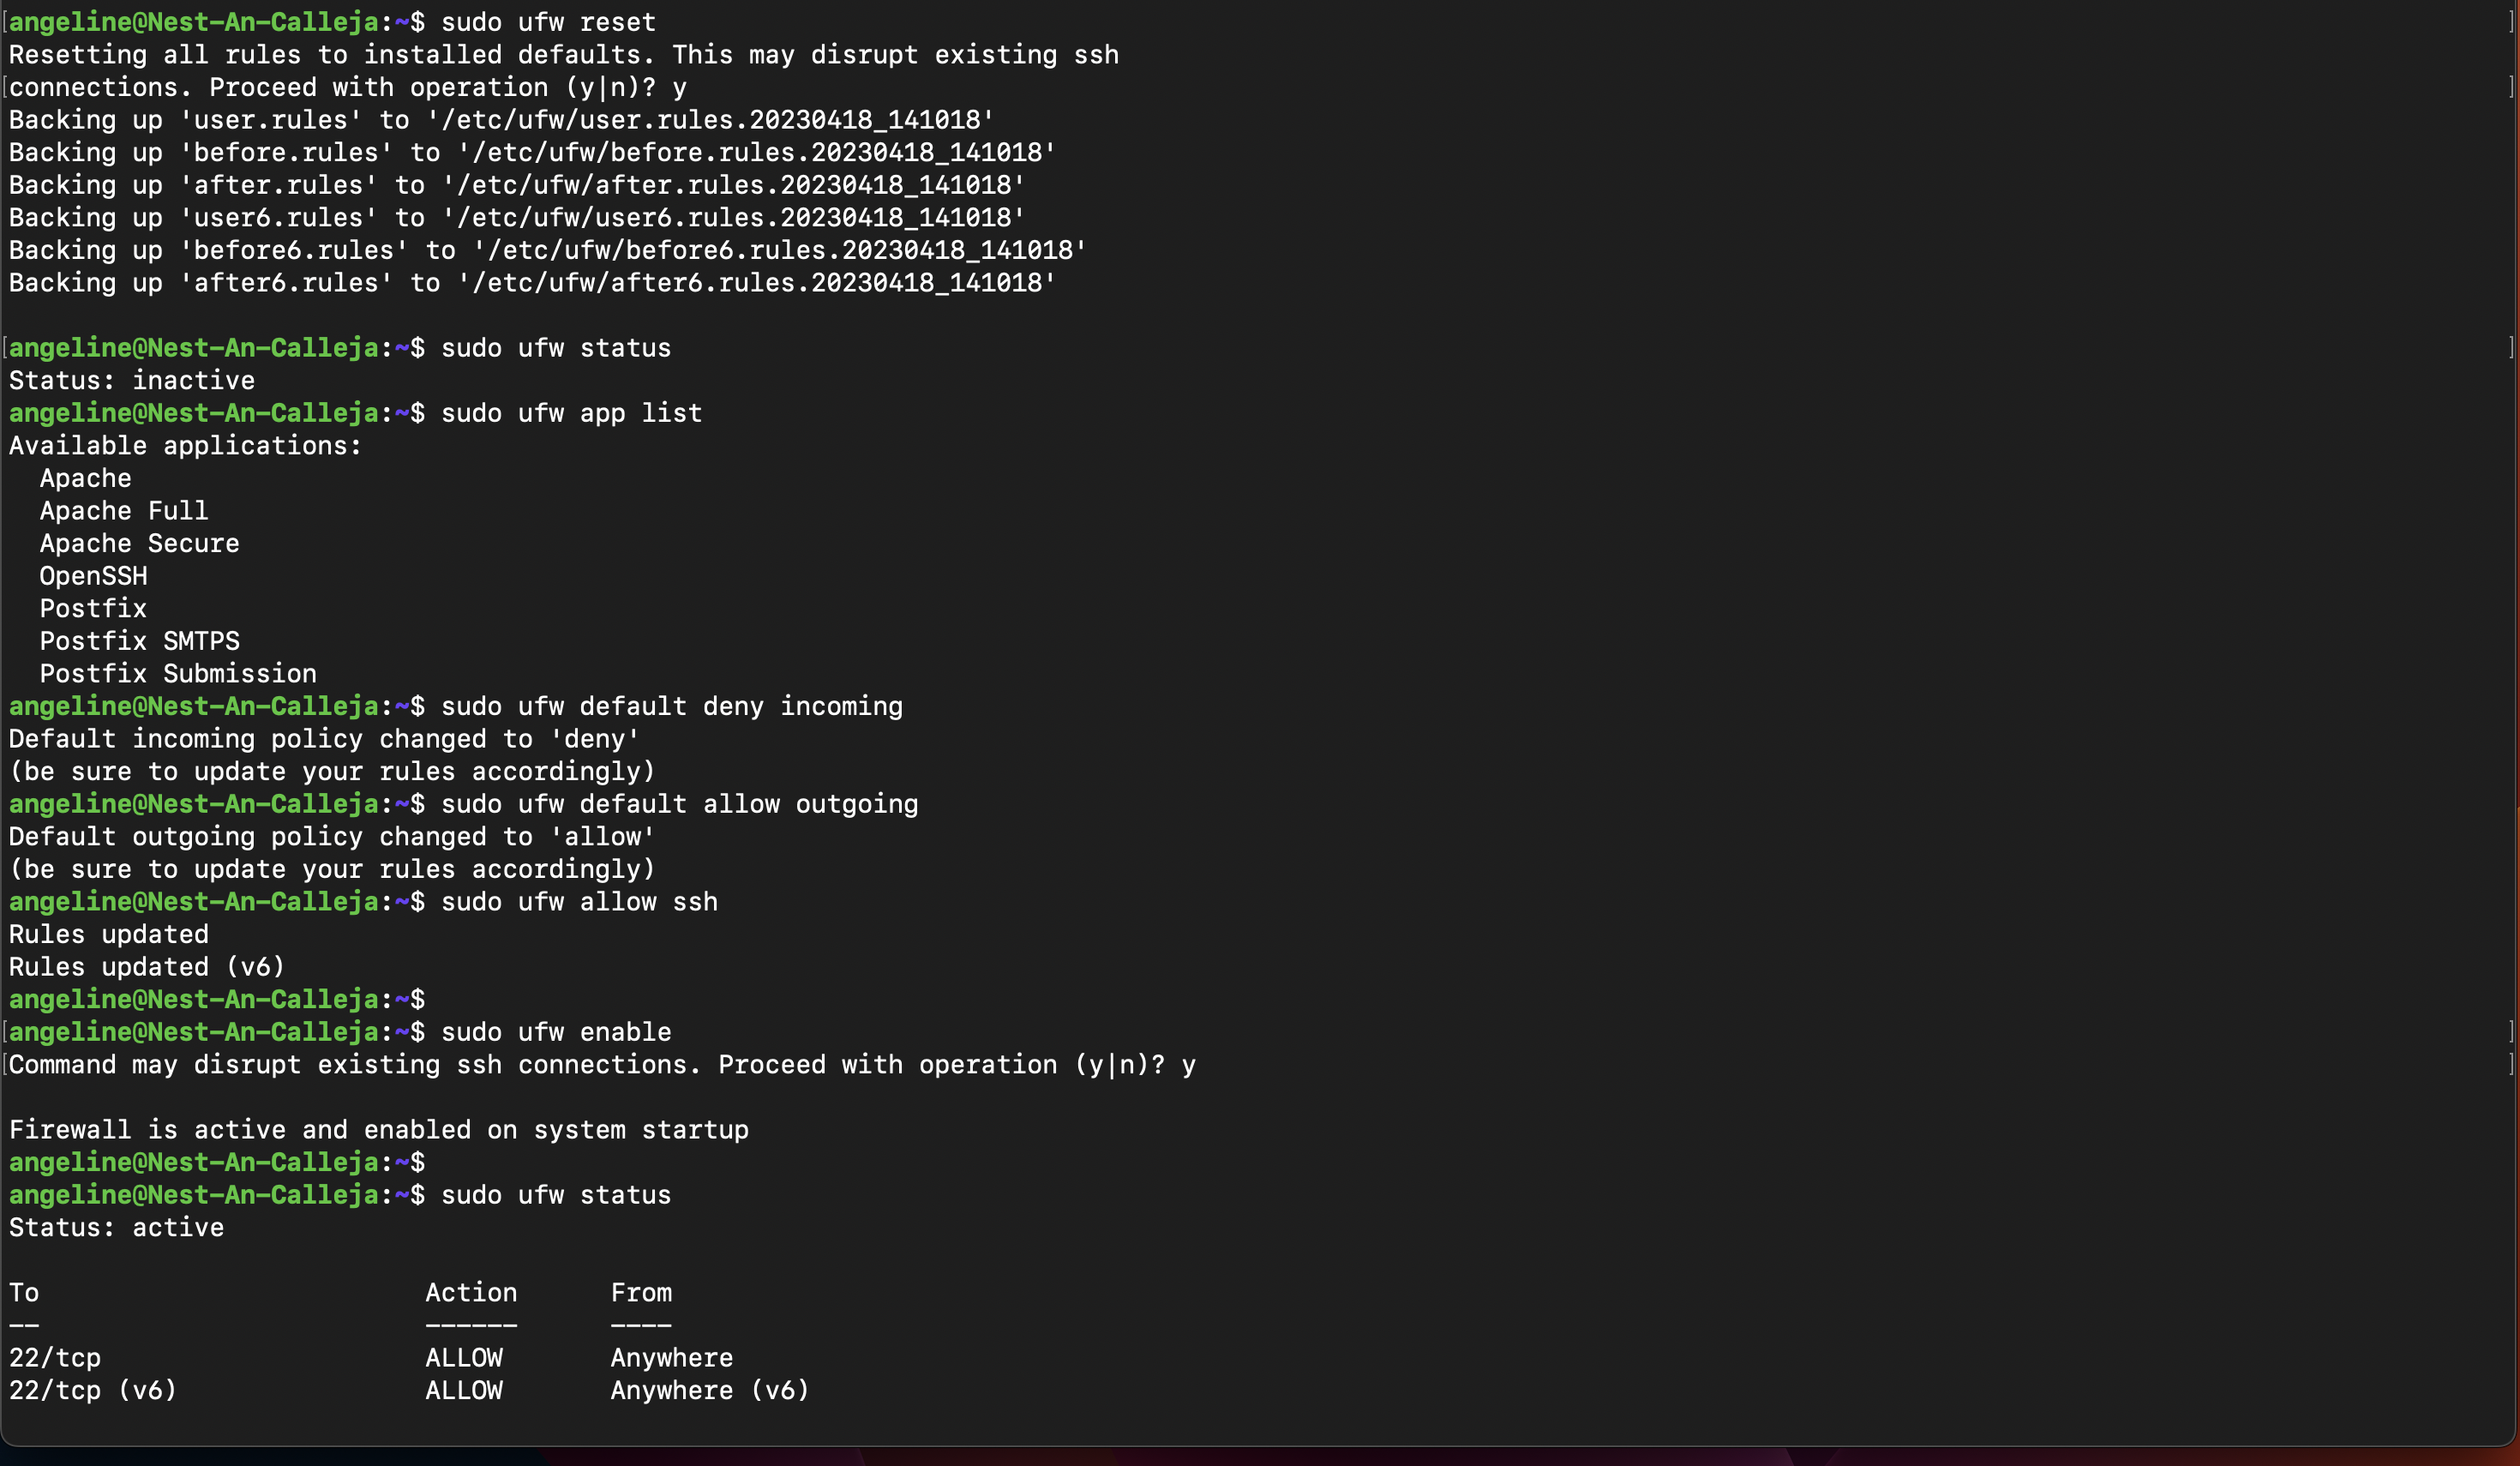 [angeline@Nest-An-Calleja:~$ sudo ufw reset ]
Resetting all rules to installed defaults. This may disrupt existing ssh
[connections. Proceed with operation (y|n)? y ]
Backing up 'user.rules' to '/etc/ufw/user.rules.20230418_141018'
Backing up 'before.rules' to '/etc/ufw/before.rules.20230418_141018'
Backing up 'after.rules' to '/etc/ufw/after.rules.20230418_141018'
Backing up 'user6.rules' to '/etc/ufw/user6.rules.20230418_141018'
Backing up 'before6.rules' to '/etc/ufw/before6.rules.20230418_141018'
Backing up 'after6.rules' to '/etc/ufw/after6.rules.20230418_141018'
[angeline@Nest-An-Calleja:~$ sudo ufw status ]
Status: inactive
angeline@Nest-An-Calleja:~$ sudo ufw app list
Available applications:
  Apache
  Apache Full
  Apache Secure
  OpenSSH
  Postfix
  Postfix SMTPS
  Postfix Submission
angeline@Nest-An-Calleja:~$ sudo ufw default deny incoming
Default incoming policy changed to 'deny'
(be sure to update your rules accordingly)
angeline@Nest-An-Calleja:~$ sudo ufw default allow outgoing
Default outgoing policy changed to 'allow'
(be sure to update your rules accordingly)
angeline@Nest-An-Calleja:~$ sudo ufw allow ssh
Rules updated
Rules updated (v6)
angeline@Nest-An-Calleja:~$
[angeline@Nest-An-Calleja:~$ sudo ufw enable ]
[Command may disrupt existing ssh connections. Proceed with operation (y|n)? y ]
Firewall is active and enabled on system startup
angeline@Nest-An-Calleja:~$
angeline@Nest-An-Calleja:~$ sudo ufw status
Status: active
To                         Action      From
--                         ------      ----
22/tcp                     ALLOW       Anywhere
22/tcp (v6)                ALLOW       Anywhere (v6)